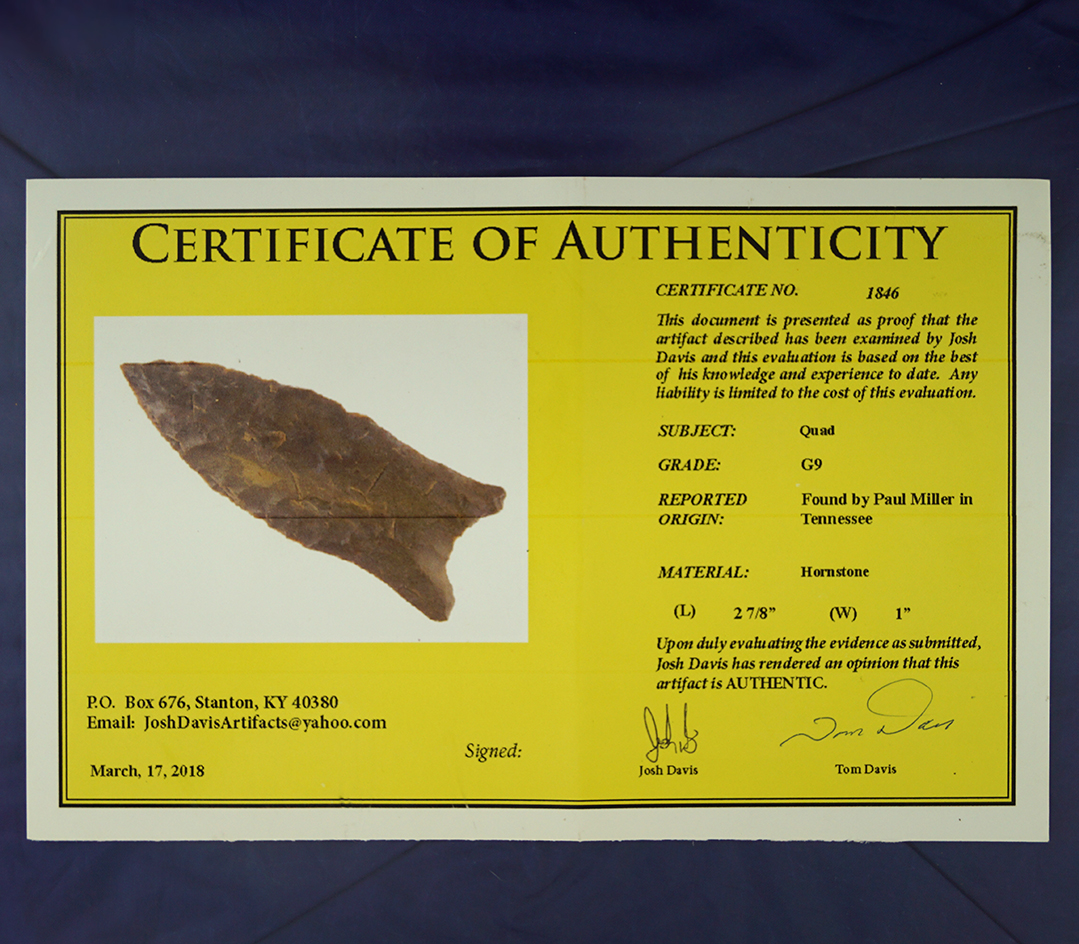 CERTIFICATE OF AUTHENTICITY
CERTIFICATE NO. 1846
This document is presented as proof that the
artifact described has been examined by Josh
Davis and this evaluation is based on the best
of his knowledge and experience to date. Any
liability is limited to the cost of this evaluation.
SUBJECT: Quad
GRADE: G9
REPORTED Found by Paul Miller in
ORIGIN: Tennessee
MATERIAL: Hornstone
(L) 2 7/8” (W) 1”
Upon duly evaluating the evidence as submitted,
Josh Davis has rendered an opinion that this
artifact is AUTHENTIC.
P.O. Box 676, Stanton, KY 40380
Email: JoshDavisArtifacts@yahoo.com
March, 17, 2018
Signed:
Josh D
Tom Davis
Josh Davis
Tom Davis